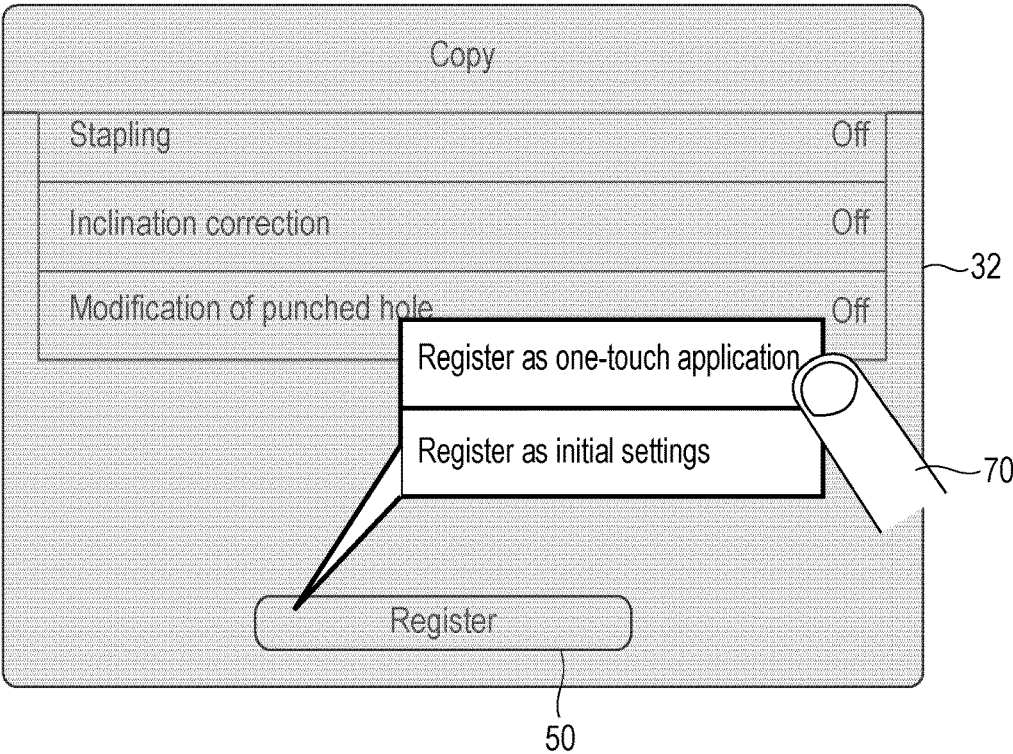 Copy
Stapling Off
Inclination correction Off
32
Modification of punched hole Off
Register as one-touch application
Register as initial settings
70
Register
50